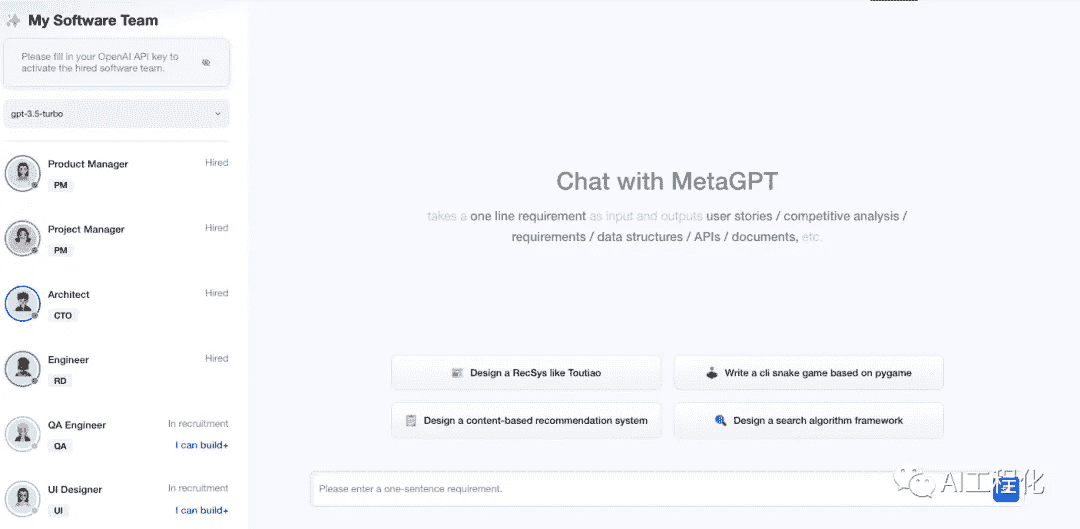 My Software Team
Please fill in your OpenAI API key to
activate the hired software team.
gpt-3.5-turbo
Product Manager
Hired
PM
Project Manager
Hired
PM
Architect
Hired
CTO
Engineer
Hired
RD
QA Engineer
In recruitment
QA
I can build+
UI Designer
In recruitment
UI
I can build+
Chat with MetaGPT
takes a one line requirement as input and outputs user stories / competitive analysis /
requirements / data structures / APIs / documents, etc.
Design a RecSys like Toutiao
Write a cli snake game based on pygame
Design a content-based recommendation system
Design a search algorithm framework
Please enter a one-sentence requirement.
AI工程化